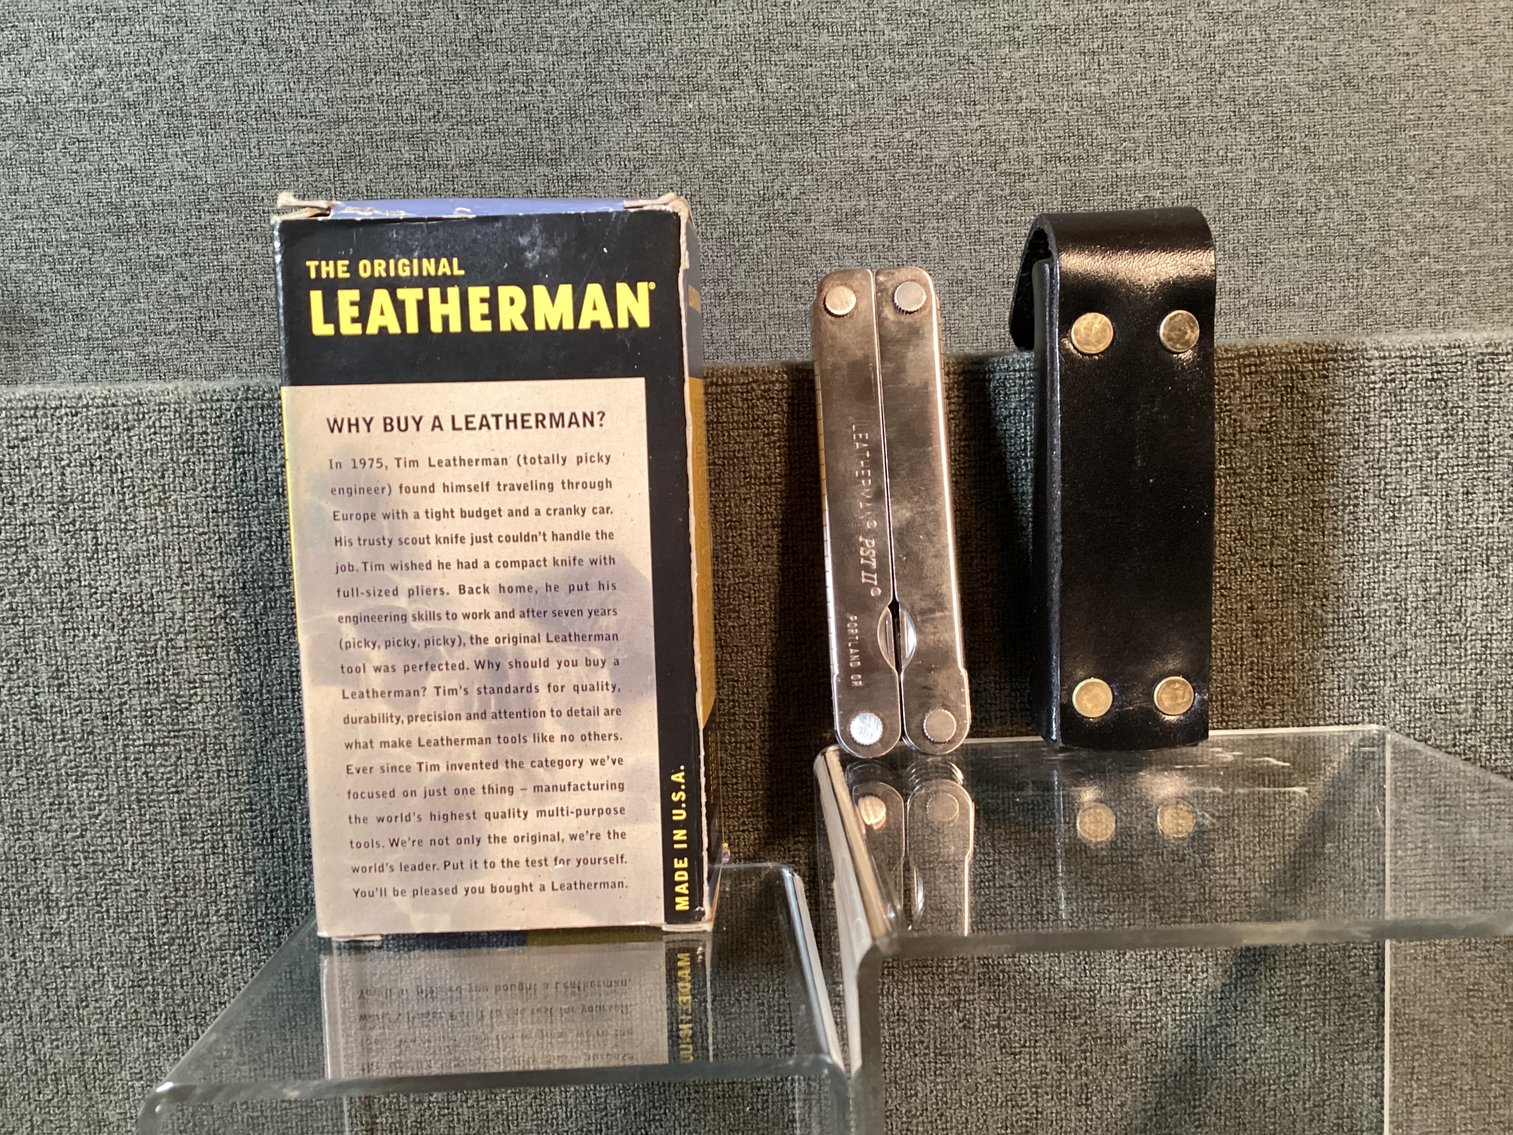 THE ORIGINAL
LEATHERMAN®
WHY BUY A LEATHERMAN?
In 1975, Tim Leatherman (totally picky
engineer) found himself traveling through
Europe with a tight budget and a cranky car.
His trusty scout knife just couldn't handle the
job. Tim wished he had a compact knife with
full-sized pliers. Back home, he put his
engineering skills to work and after seven years
(picky, picky, picky), the original Leatherman
tool was perfected. Why should you buy a
Leatherman? Tim's standards for quality,
durability, precision and attention to detail are
what make Leatherman tools like no others.
Ever since Tim invented the category we've
focused on just one thing – manufacturing
the world's highest quality multi-purpose
tools. We're not only the original, we're the
world's leader. Put it to the test for yourself.
You'll be pleased you bought a Leatherman.
MADE IN U.S.A.
LEATHERMAN® PST II®
PORTLAND OR